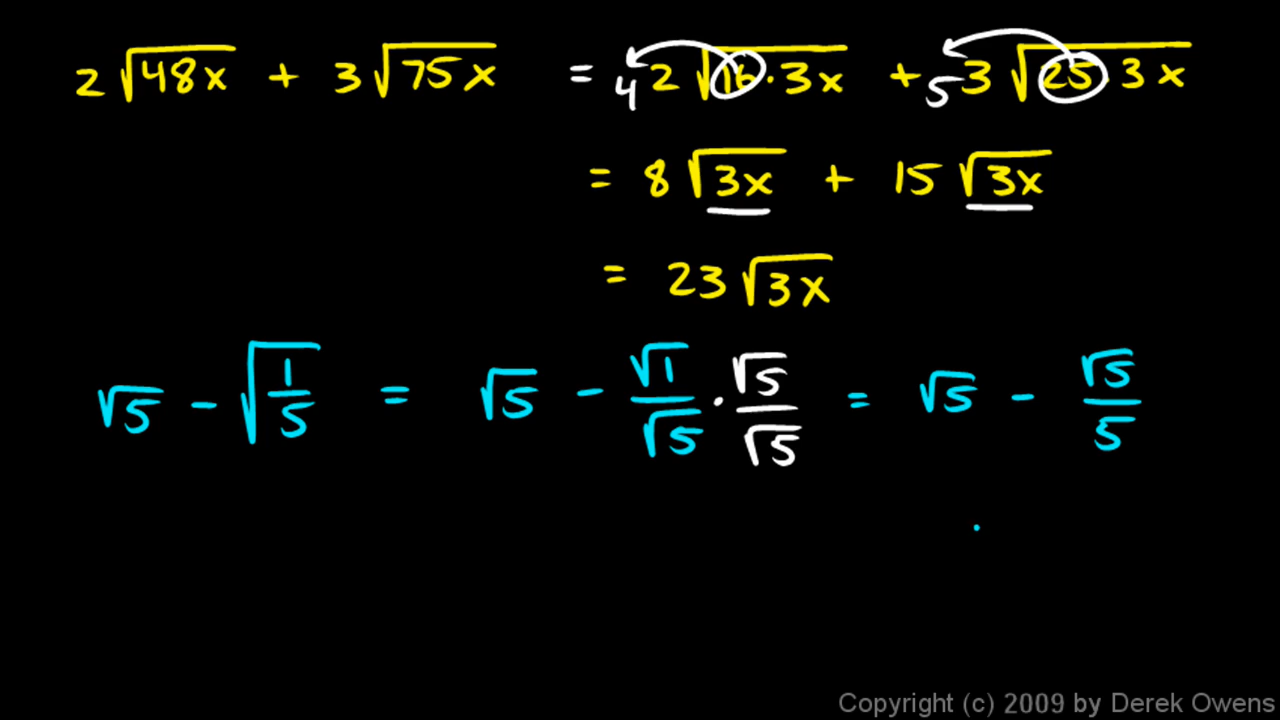 2√48x + 3√75x = 4 2√16·3x + 5 3√25·3x
= 8√3x + 15√3x
= 23√3x
√5 - √1/5 = √5 - √1/√5 · √5/√5 = √5 - √5/5
Copyright (c) 2009 by Derek Owens